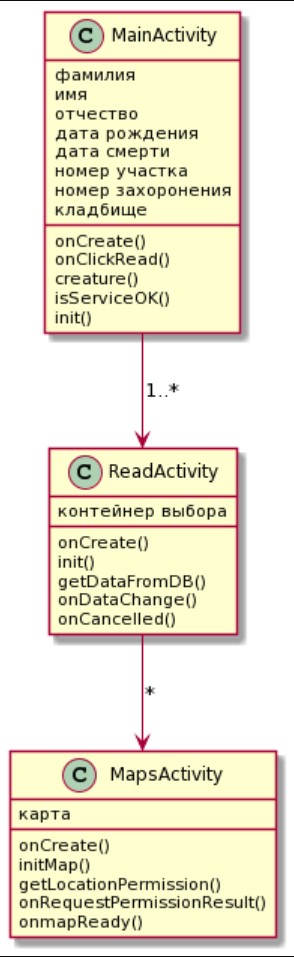 C MainActivity
фамилия
имя
отчество
дата рождения
дата смерти
номер участка
номер захоронения
кладбище
onCreate()
onClickRead()
creature()
isServiceOK()
init()
1..*
C ReadActivity
контейнер выбора
onCreate()
init()
getDataFromDB()
onDataChange()
onCancelled()
*
C MapsActivity
карта
onCreate()
initMap()
getLocationPermission()
onRequestPermissionResult()
onmapReady()